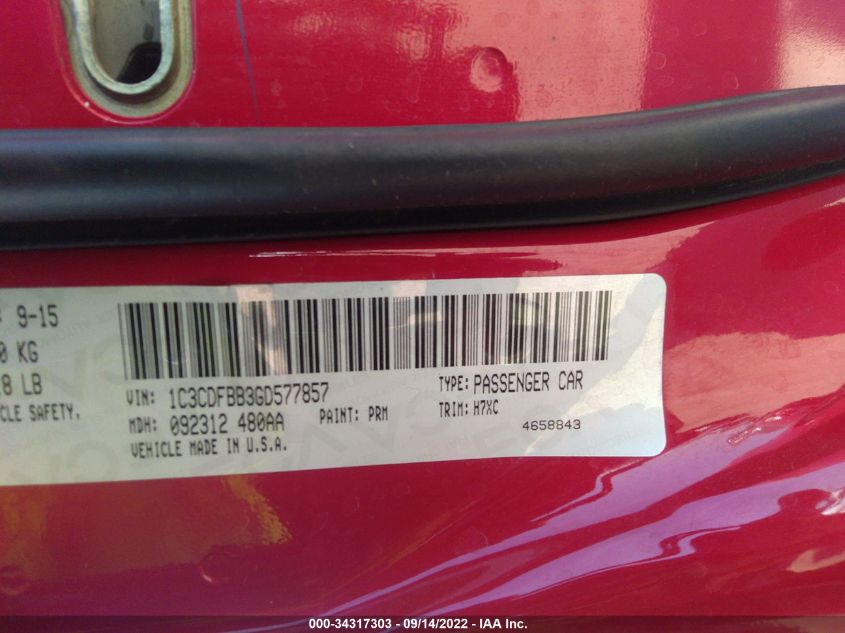 9-15
KG
LB
SAFETY.
VIN: 1C3CDFBB3GD577857
TYPE: PASSENGER CAR
MDH: 092312 480AA
PAINT: PRM
TRIM: H7XC
VEHICLE MADE IN U.S.A.
4658843
000-34317303 - 09/14/2022 - IAA Inc.